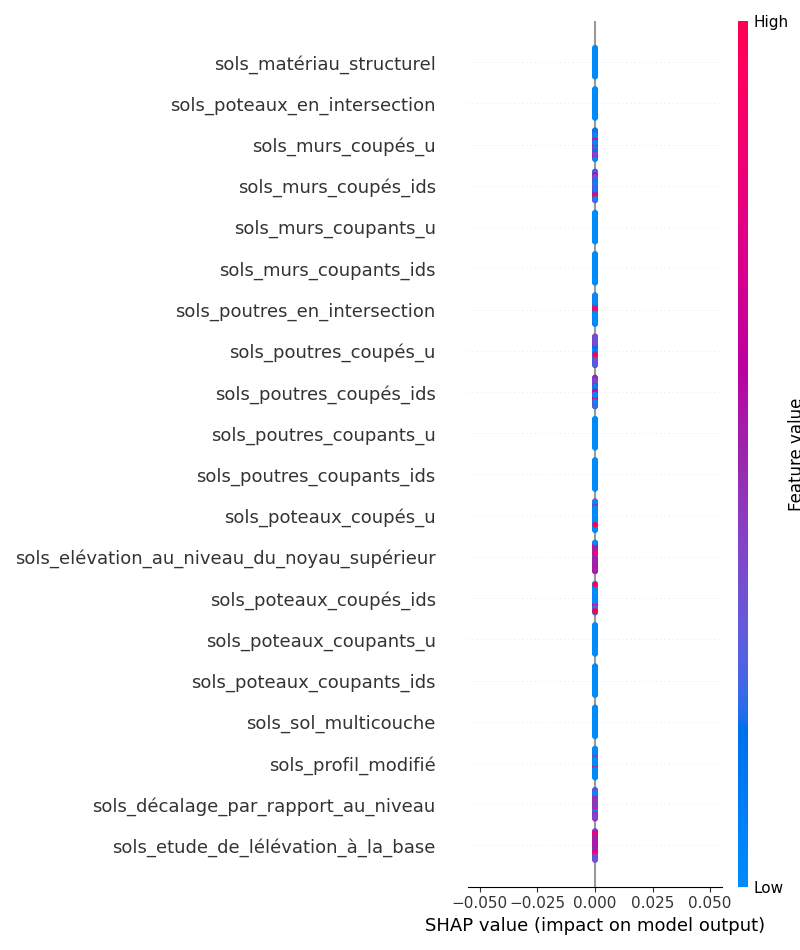 High
sols_matériau_structurel
sols_poteaux_en_intersection
sols_murs_coupés_u
sols_murs_coupés_ids
sols_murs_coupants_u
sols_murs_coupants_ids
sols_poutres_en_intersection
sols_poutres_coupés_u
sols_poutres_coupés_ids
sols_poutres_coupants_u
sols_poutres_coupants_ids
sols_poteaux_coupés_u
sols_elévation_au_niveau_du_noyau_supérieur
sols_poteaux_coupés_ids
sols_poteaux_coupants_u
sols_poteaux_coupants_ids
sols_sol_multicouche
sols_profil_modifié
sols_décalage_par_rapport_au_niveau
sols_etude_de_lélévation_à_la_base
Feature value
Low
−0.050 −0.025 0.000 0.025 0.050
SHAP value (impact on model output)